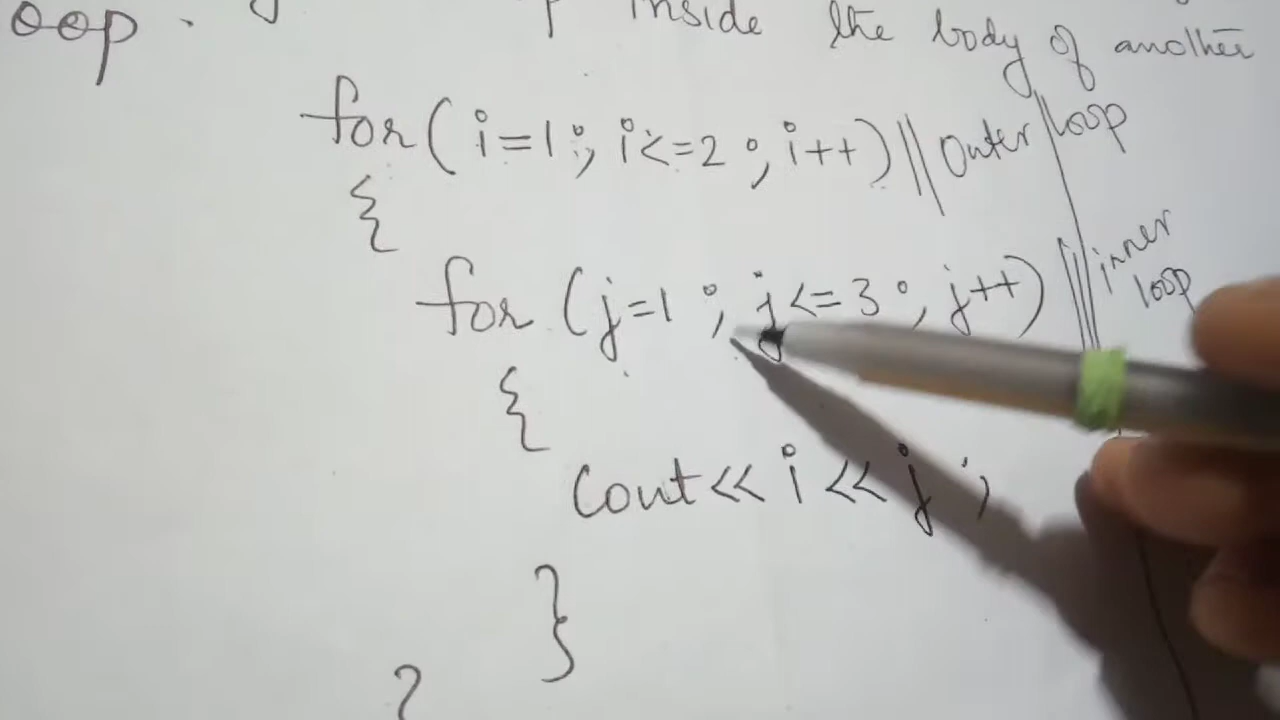 oop. inside the body of another
for(i=1; i<=2; i++)//Outer loop
{
for (j=1; j<=3; j++) // inner loop
{
Cout<<i<<j;
}
}